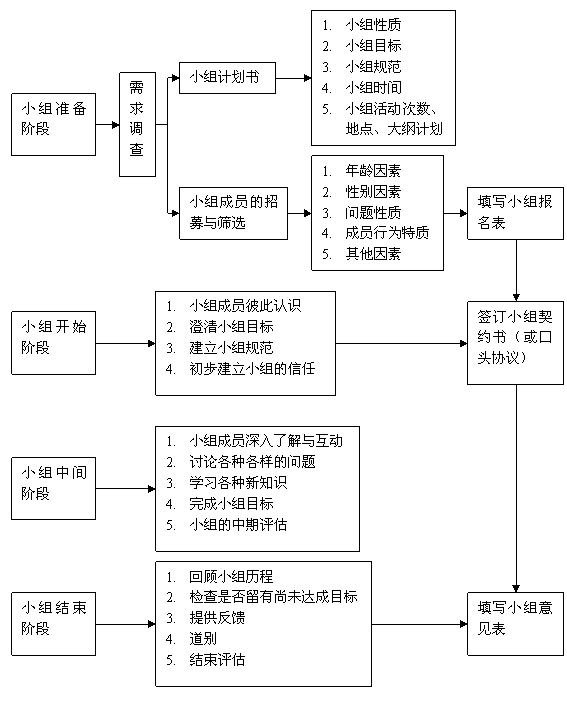 小组准备
阶段
需
求
调
查
小组计划书
1. 小组性质
2. 小组目标
3. 小组规范
4. 小组时间
5. 小组活动次数、
地点、大纲计划
小组成员的招
募与筛选
1. 年龄因素
2. 性别因素
3. 问题性质
4. 成员行为特质
5. 其他因素
填写小组报
名表
小组开始
阶段
1. 小组成员彼此认识
2. 澄清小组目标
3. 建立小组规范
4. 初步建立小组的信任
签订小组契
约书（或口
头协议）
小组中间
阶段
1. 小组成员深入了解与互动
2. 讨论各种各样的问题
3. 学习各种新知识
4. 完成小组目标
5. 小组的中期评估
小组结束
阶段
1. 回顾小组历程
2. 检查是否留有尚未达成目标
3. 提供反馈
4. 道别
5. 结束评估
填写小组意
见表